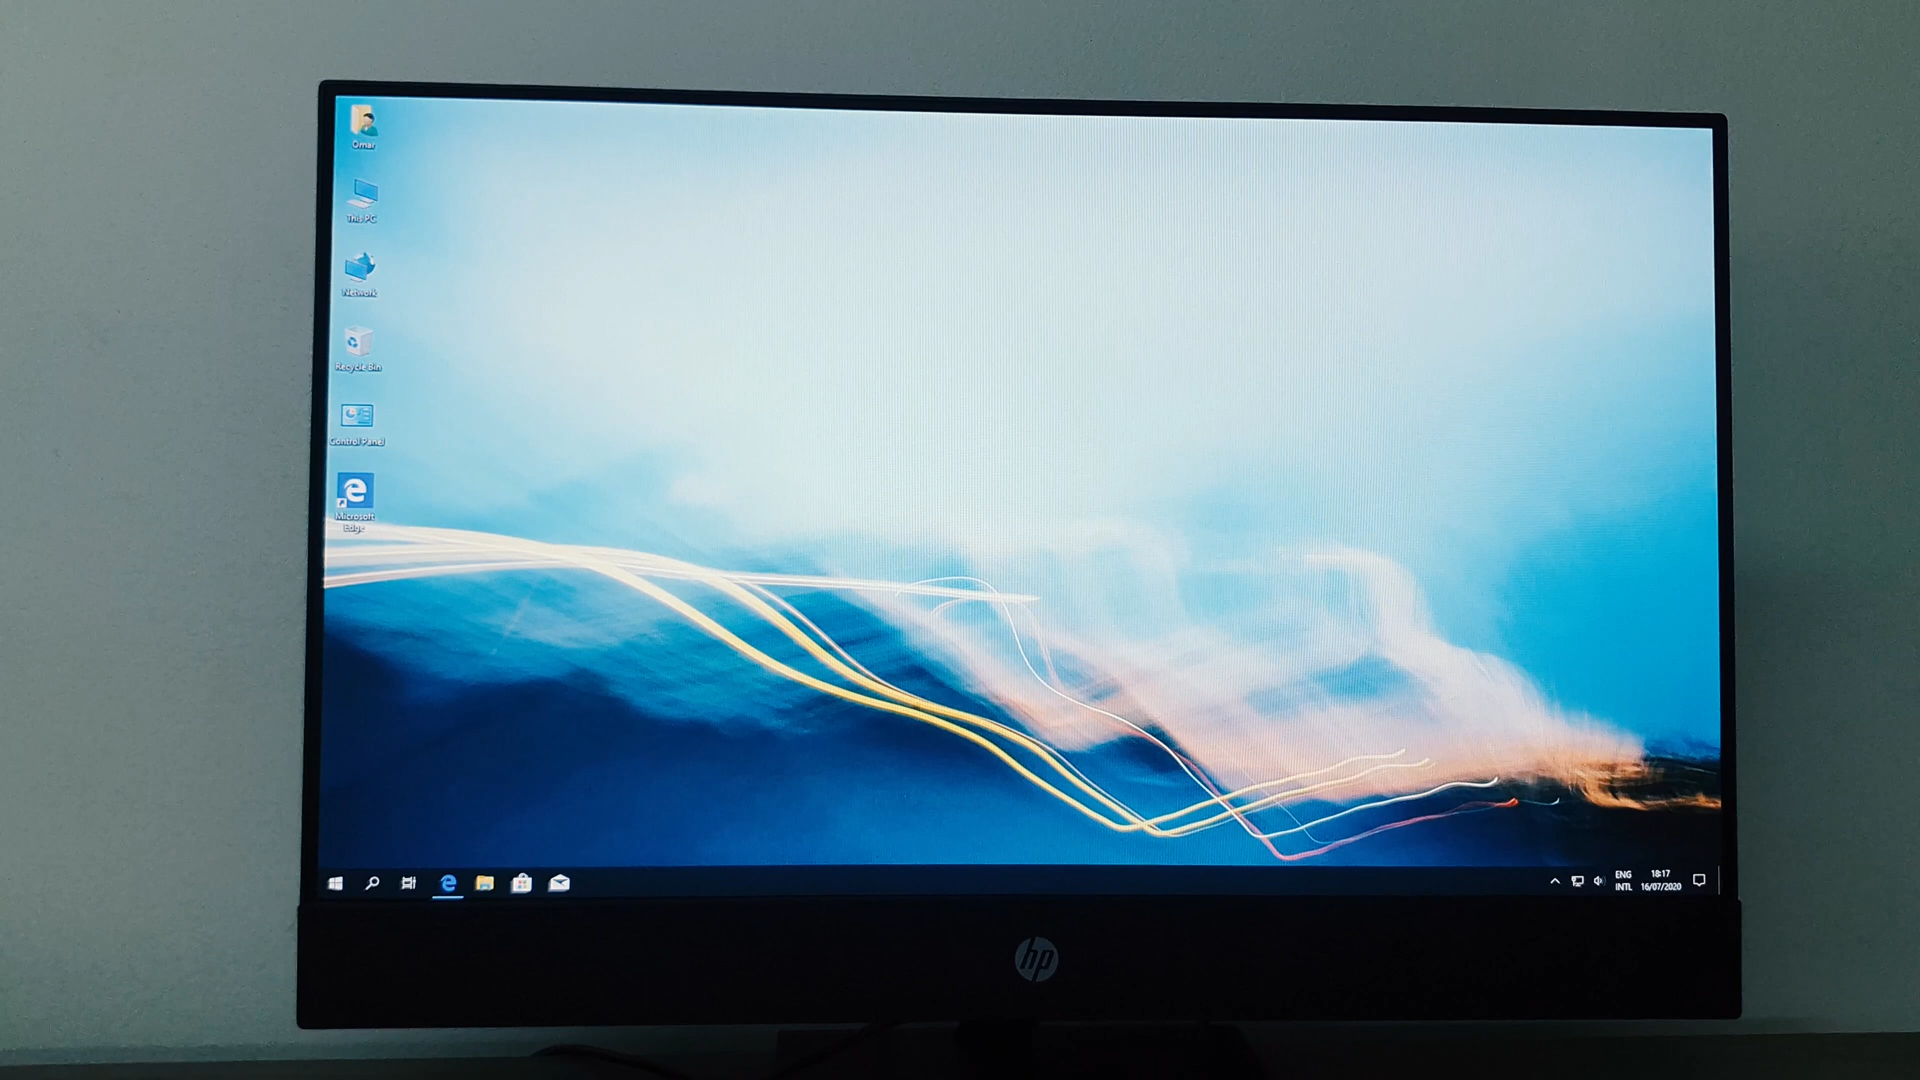 Omar
This PC
Network
Recycle Bin
Control Panel
Microsoft
Edge
ENG
INTL
18:17
16/07/2020
hp